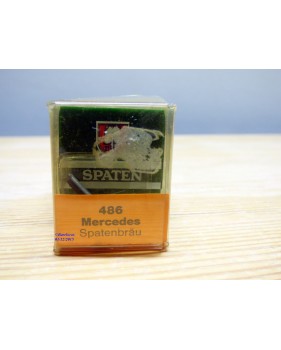 SPATEN
486
Mercedes
Spatenbräu